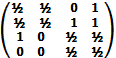 ½ ½ 0 1
½ ½ 1 1
1 0 ½ ½
0 0 ½ ½